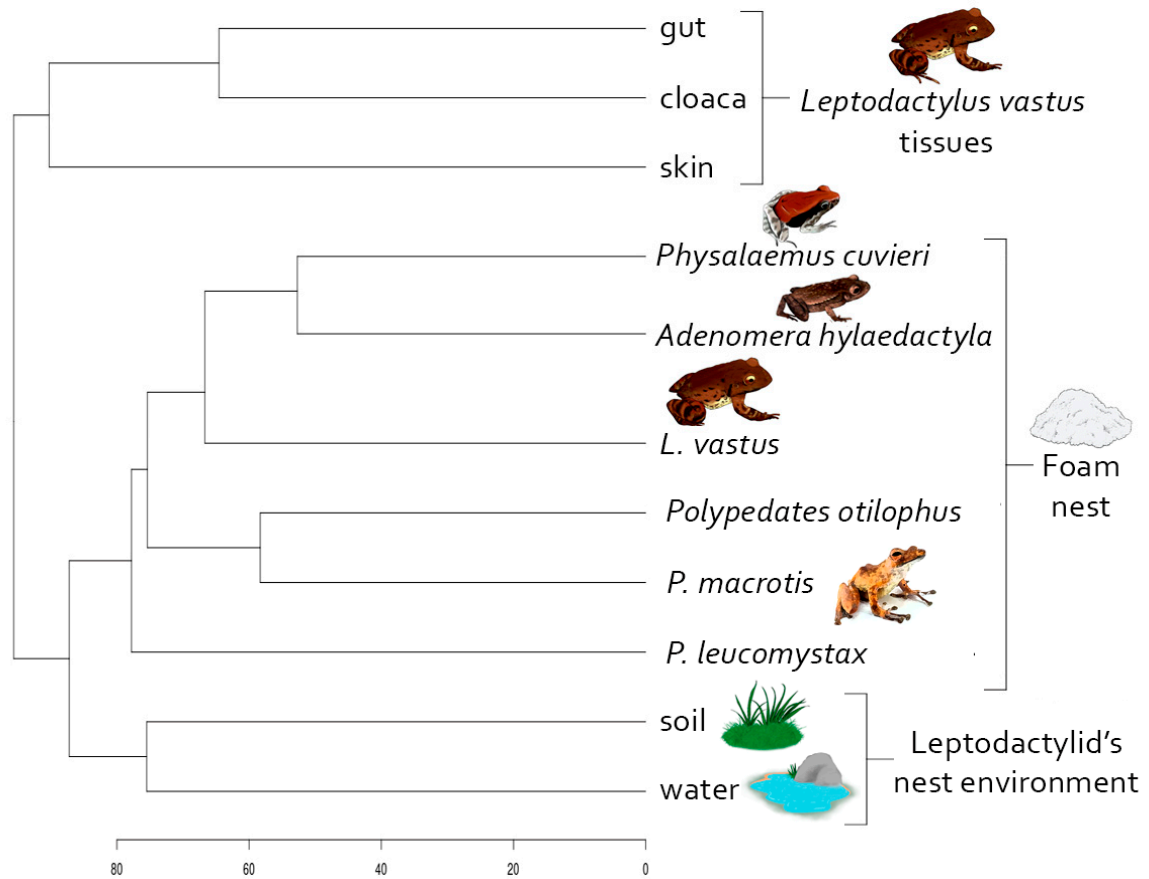 gut
cloaca
skin
Leptodactylus vastus
tissues
Physalaemus cuvieri
Adenomera hylaedactyla
L. vastus
Polypedates otilophus
P. macrotis
P. leucomystax
Foam
nest
soil
water
Leptodactylid’s
nest environment
80 60 40 20 0